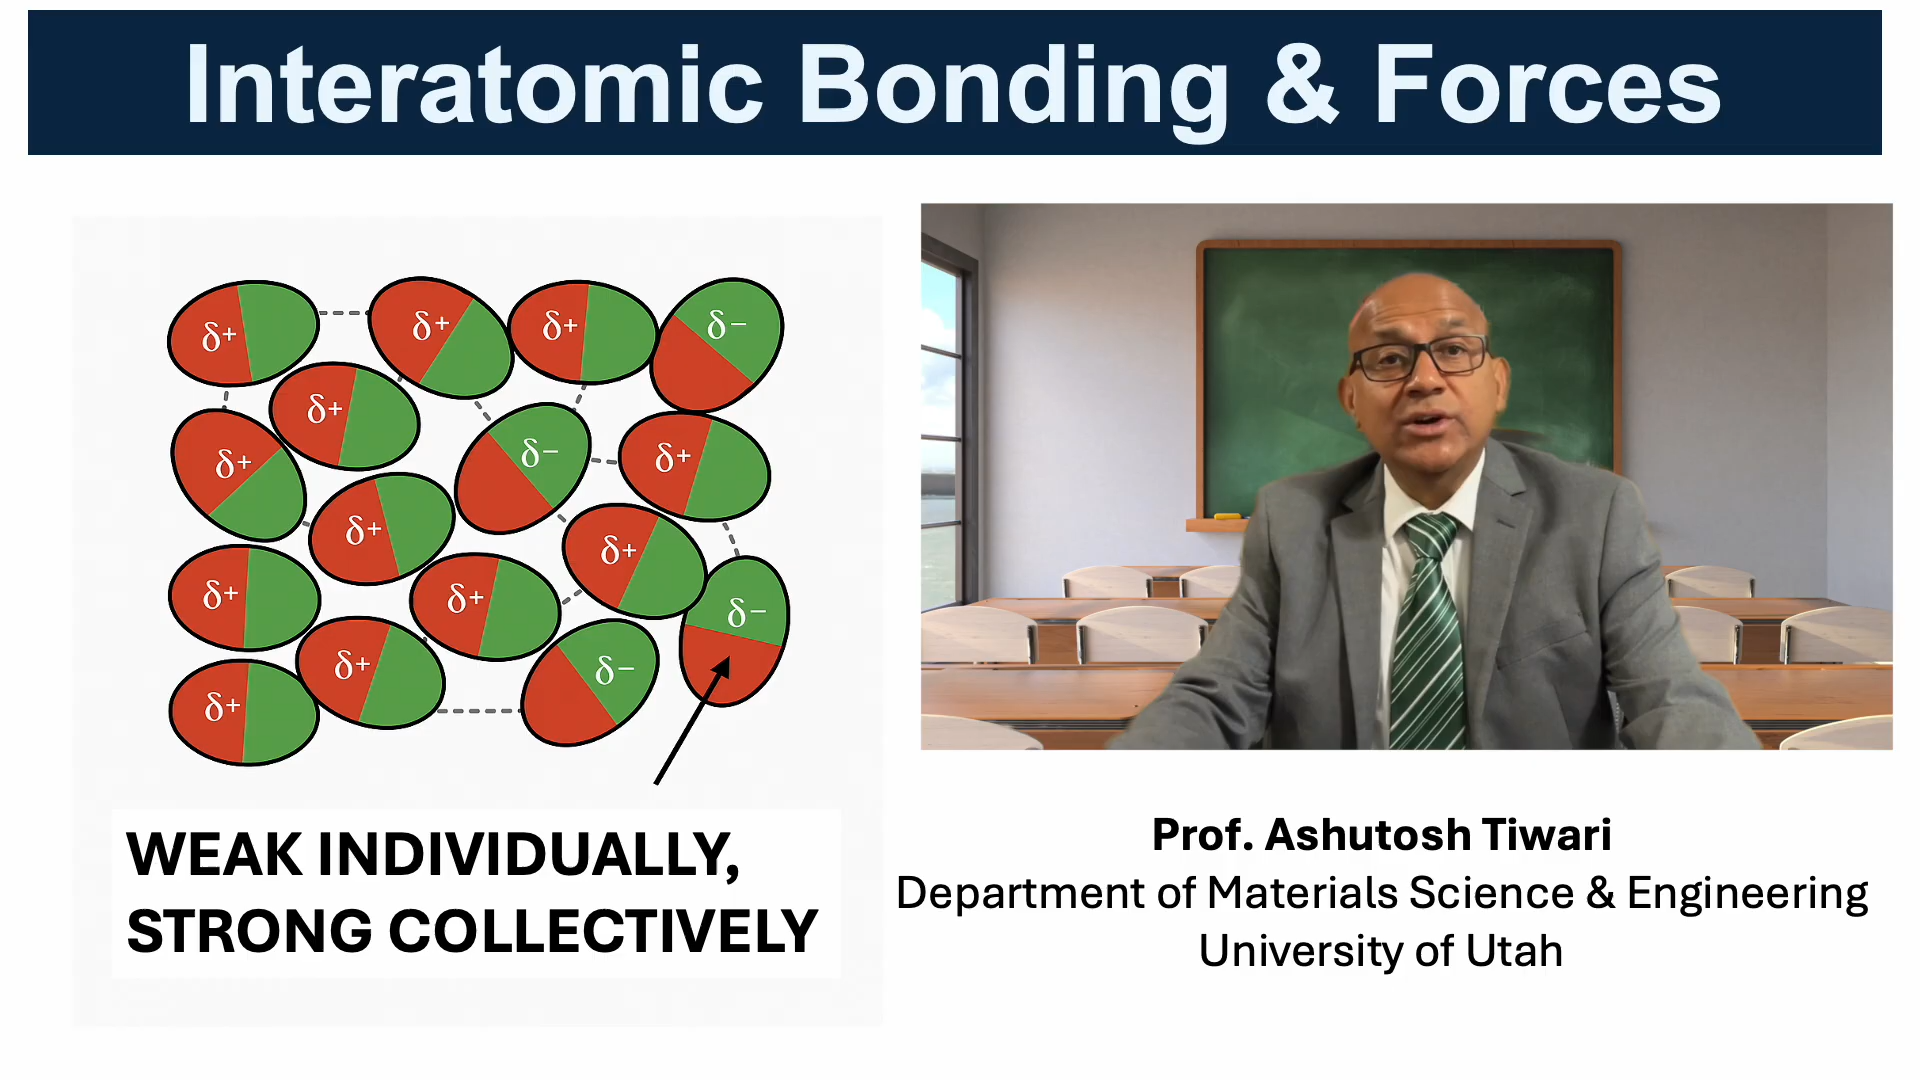 Interatomic Bonding & Forces
δ+
δ+
δ+
δ−
δ+
δ+
δ−
δ+
δ+
δ+
δ+
δ+
δ−
δ+
δ−
δ+
WEAK INDIVIDUALLY,
STRONG COLLECTIVELY
Prof. Ashutosh Tiwari
Department of Materials Science & Engineering
University of Utah